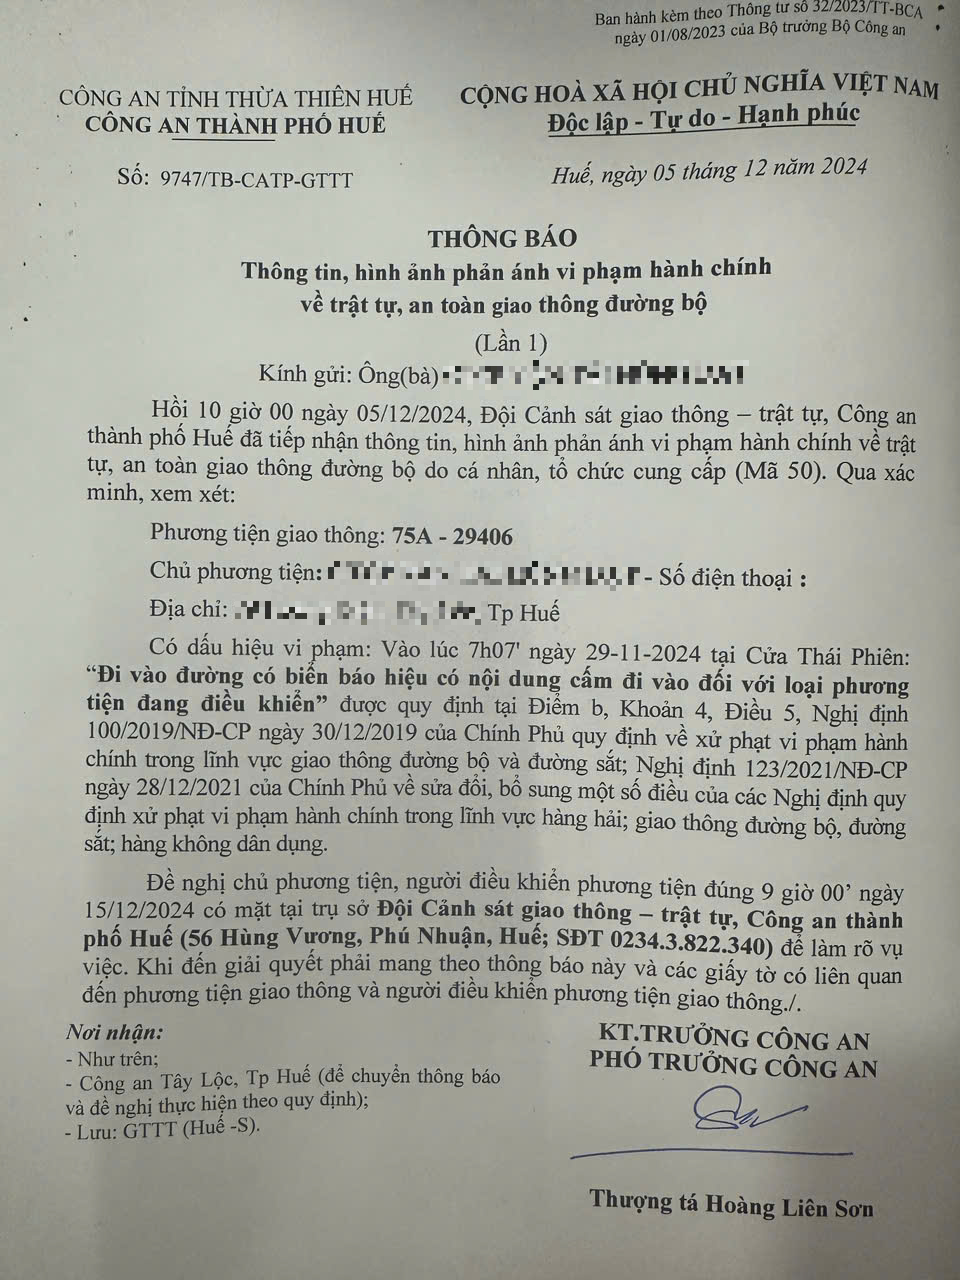 Ban hành kèm theo Thông tư số 32/2023/TT-BCA
ngày 01/08/2023 của Bộ trưởng Bộ Công an
CÔNG AN TỈNH THỪA THIÊN HUẾ
CÔNG AN THÀNH PHỐ HUẾ
CỘNG HOÀ XÃ HỘI CHỦ NGHĨA VIỆT NAM
Độc lập - Tự do - Hạnh phúc
Số: 9747/TB-CATP-GTTT
Huế, ngày 05 tháng 12 năm 2024
THÔNG BÁO
Thông tin, hình ảnh phản ánh vi phạm hành chính
về trật tự, an toàn giao thông đường bộ
(Lần 1)
Kính gửi: Ông(bà)
Hồi 10 giờ 00 ngày 05/12/2024, Đội Cảnh sát giao thông – trật tự, Công an
thành phố Huế đã tiếp nhận thông tin, hình ảnh phản ánh vi phạm hành chính về trật
tự, an toàn giao thông đường bộ do cá nhân, tổ chức cung cấp (Mã 50). Qua xác
minh, xem xét:
Phương tiện giao thông: 75A - 29406
Chủ phương tiện: - Số điện thoại :
Địa chỉ: , Tp Huế
Có dấu hiệu vi phạm: Vào lúc 7h07' ngày 29-11-2024 tại Cửa Thái Phiên:
“Đi vào đường có biển báo hiệu có nội dung cấm đi vào đối với loại phương
tiện đang điều khiển” được quy định tại Điểm b, Khoản 4, Điều 5, Nghị định
100/2019/NĐ-CP ngày 30/12/2019 của Chính Phủ quy định về xử phạt vi phạm hành
chính trong lĩnh vực giao thông đường bộ và đường sắt; Nghị định 123/2021/NĐ-CP
ngày 28/12/2021 của Chính Phủ về sửa đổi, bổ sung một số điều của các Nghị định quy
định xử phạt vi phạm hành chính trong lĩnh vực hàng hải; giao thông đường bộ, đường
sắt; hàng không dân dụng.
Đề nghị chủ phương tiện, người điều khiển phương tiện đúng 9 giờ 00’ ngày
15/12/2024 có mặt tại trụ sở Đội Cảnh sát giao thông – trật tự, Công an thành
phố Huế (56 Hùng Vương, Phú Nhuận, Huế; SĐT 0234.3.822.340) để làm rõ vụ
việc. Khi đến giải quyết phải mang theo thông báo này và các giấy tờ có liên quan
đến phương tiện giao thông và người điều khiển phương tiện giao thông./.
Nơi nhận:
- Như trên;
- Công an Tây Lộc, Tp Huế (để chuyển thông báo
và đề nghị thực hiện theo quy định);
- Lưu: GTTT (Huế -S).
KT.TRƯỞNG CÔNG AN
PHÓ TRƯỞNG CÔNG AN
Thượng tá Hoàng Liên Sơn